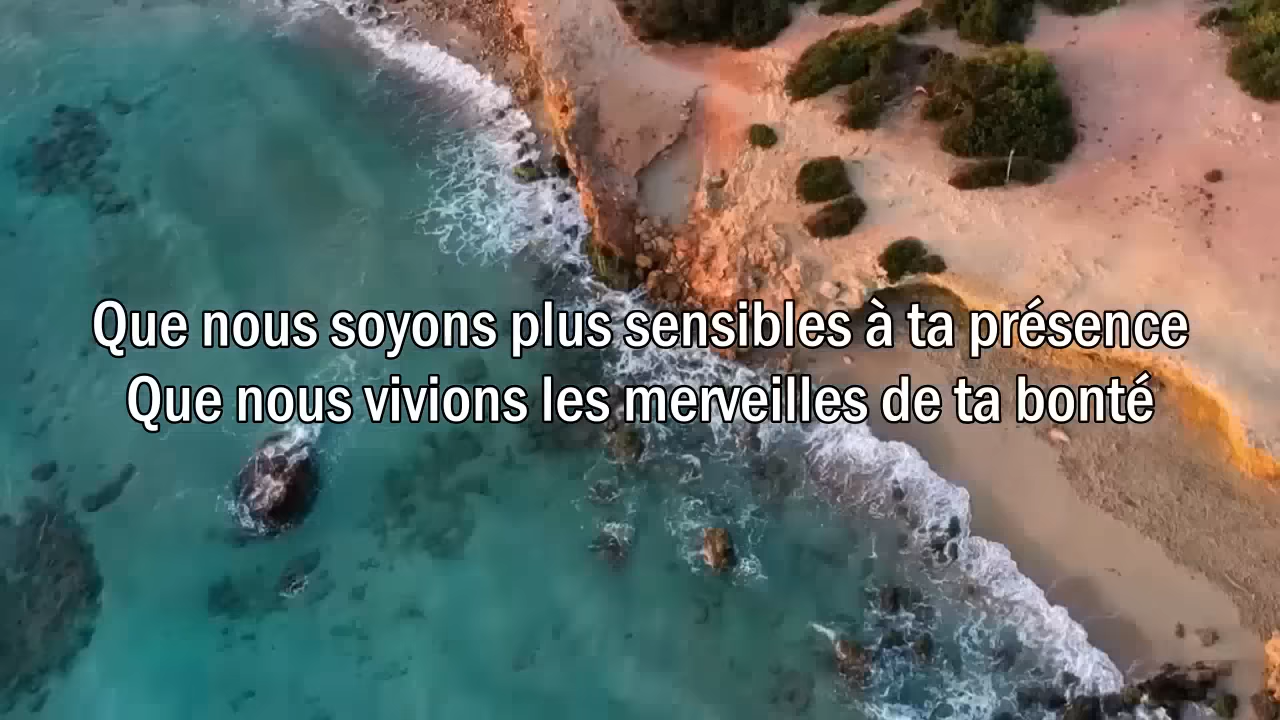 Que nous soyons plus sensibles à ta présence
Que nous vivions les merveilles de ta bonté